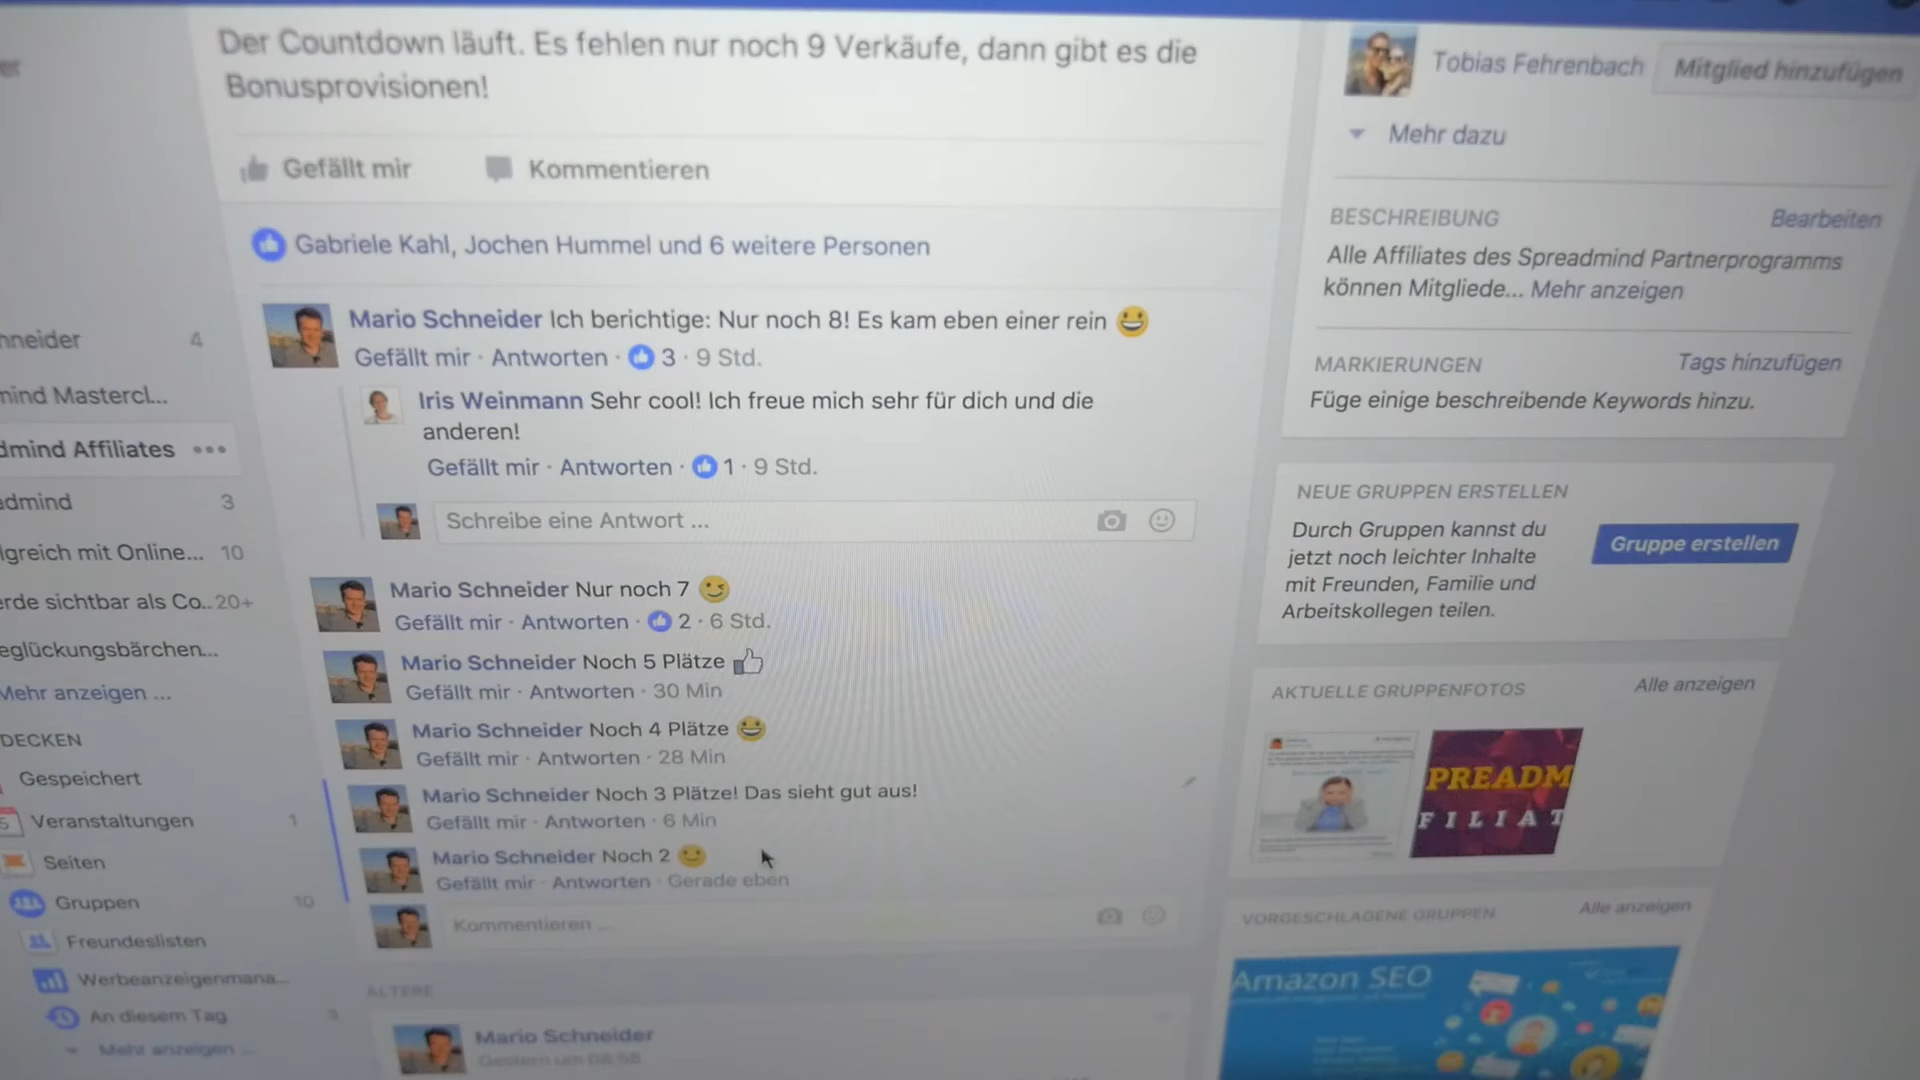 Der Countdown läuft. Es fehlen nur noch 9 Verkäufe, dann gibt es die
Bonusprovisionen!
Gefällt mir Kommentieren
Gabriele Kahl, Jochen Hummel und 6 weitere Personen
Mario Schneider Ich berichtige: Nur noch 8! Es kam eben einer rein 😀
Gefällt mir · Antworten · 3 · 9 Std.
Iris Weinmann Sehr cool! Ich freue mich sehr für dich und die
anderen!
Gefällt mir · Antworten · 1 · 9 Std.
Schreibe eine Antwort ...
Mario Schneider Nur noch 7 😉
Gefällt mir · Antworten · 2 · 6 Std.
Mario Schneider Noch 5 Plätze
Gefällt mir · Antworten · 30 Min
Mario Schneider Noch 4 Plätze 😀
Gefällt mir · Antworten · 28 Min
Mario Schneider Noch 3 Plätze! Das sieht gut aus!
Gefällt mir · Antworten · 6 Min
Mario Schneider Noch 2 🙂
Gefällt mir · Antworten · Gerade eben
Kommentieren ...
ÄLTERE
Mario Schneider
Gestern um
hneider 4
mind Mastercl...
dmind Affiliates •••
admind 3
lgreich mit Online... 10
erde sichtbar als Co.. 20+
eglückungsbärchen...
Mehr anzeigen ...
DECKEN
Gespeichert
5 Veranstaltungen 1
Seiten
Gruppen 10
Freundeslisten
Werbeanzeigenmana...
An diesem Tag 3
Mehr anzeigen ...
Tobias Fehrenbach Mitglied hinzufügen
Mehr dazu
BESCHREIBUNG Bearbeiten
Alle Affiliates des Spreadmind Partnerprogramms
können Mitgliede... Mehr anzeigen
MARKIERUNGEN Tags hinzufügen
Füge einige beschreibende Keywords hinzu.
NEUE GRUPPEN ERSTELLEN
Durch Gruppen kannst du
jetzt noch leichter Inhalte
mit Freunden, Familie und
Arbeitskollegen teilen.
Gruppe erstellen
AKTUELLE GRUPPENFOTOS Alle anzeigen
PREADM
FILIAT
VORGESCHLAGENE GRUPPEN Alle anzeigen
Amazon SEO